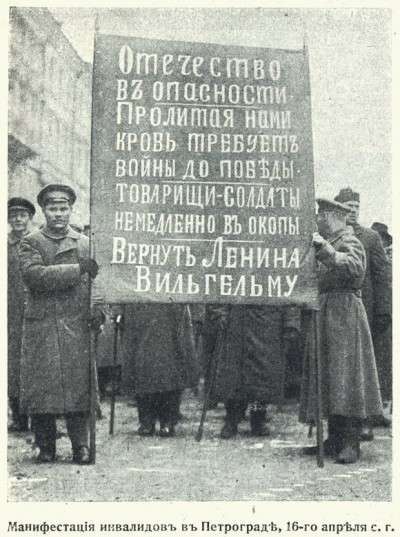 Отечество
въ опасности.
Пролитая нами
кровь требуетъ
войны до побѣды.
товарищи-солдаты
немедленно въ окопы
Вернуть Ленина
Вильгельму
Манифестація инвалидовъ въ Петроградѣ, 16-го апрѣля с. г.